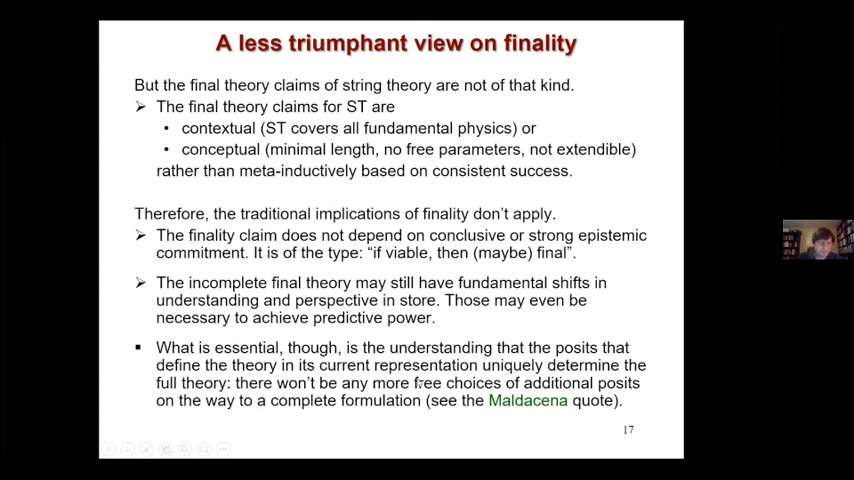 A less triumphant view on finality
But the final theory claims of string theory are not of that kind.
➢ The final theory claims for ST are
• contextual (ST covers all fundamental physics) or
• conceptual (minimal length, no free parameters, not extendible)
rather than meta-inductively based on consistent success.
Therefore, the traditional implications of finality don't apply.
➢ The finality claim does not depend on conclusive or strong epistemic
commitment. It is of the type: “if viable, then (maybe) final”.
➢ The incomplete final theory may still have fundamental shifts in
understanding and perspective in store. Those may even be
necessary to achieve predictive power.
▪ What is essential, though, is the understanding that the posits that
define the theory in its current representation uniquely determine the
full theory: there won't be any more free choices of additional posits
on the way to a complete formulation (see the Maldacena quote).
17